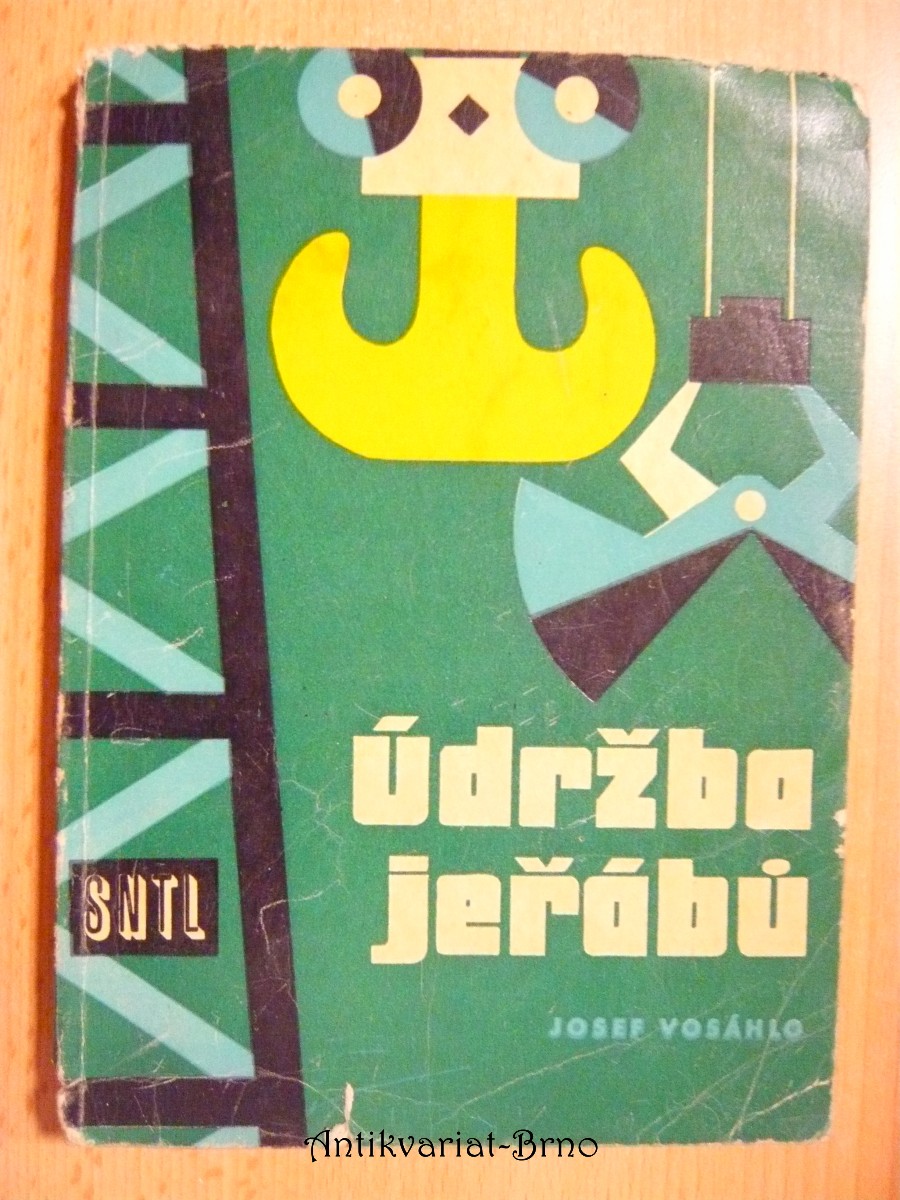 Údržba
jeřábů
SNTL
JOSEF VOSÁHLO
Antikvariat-Brno